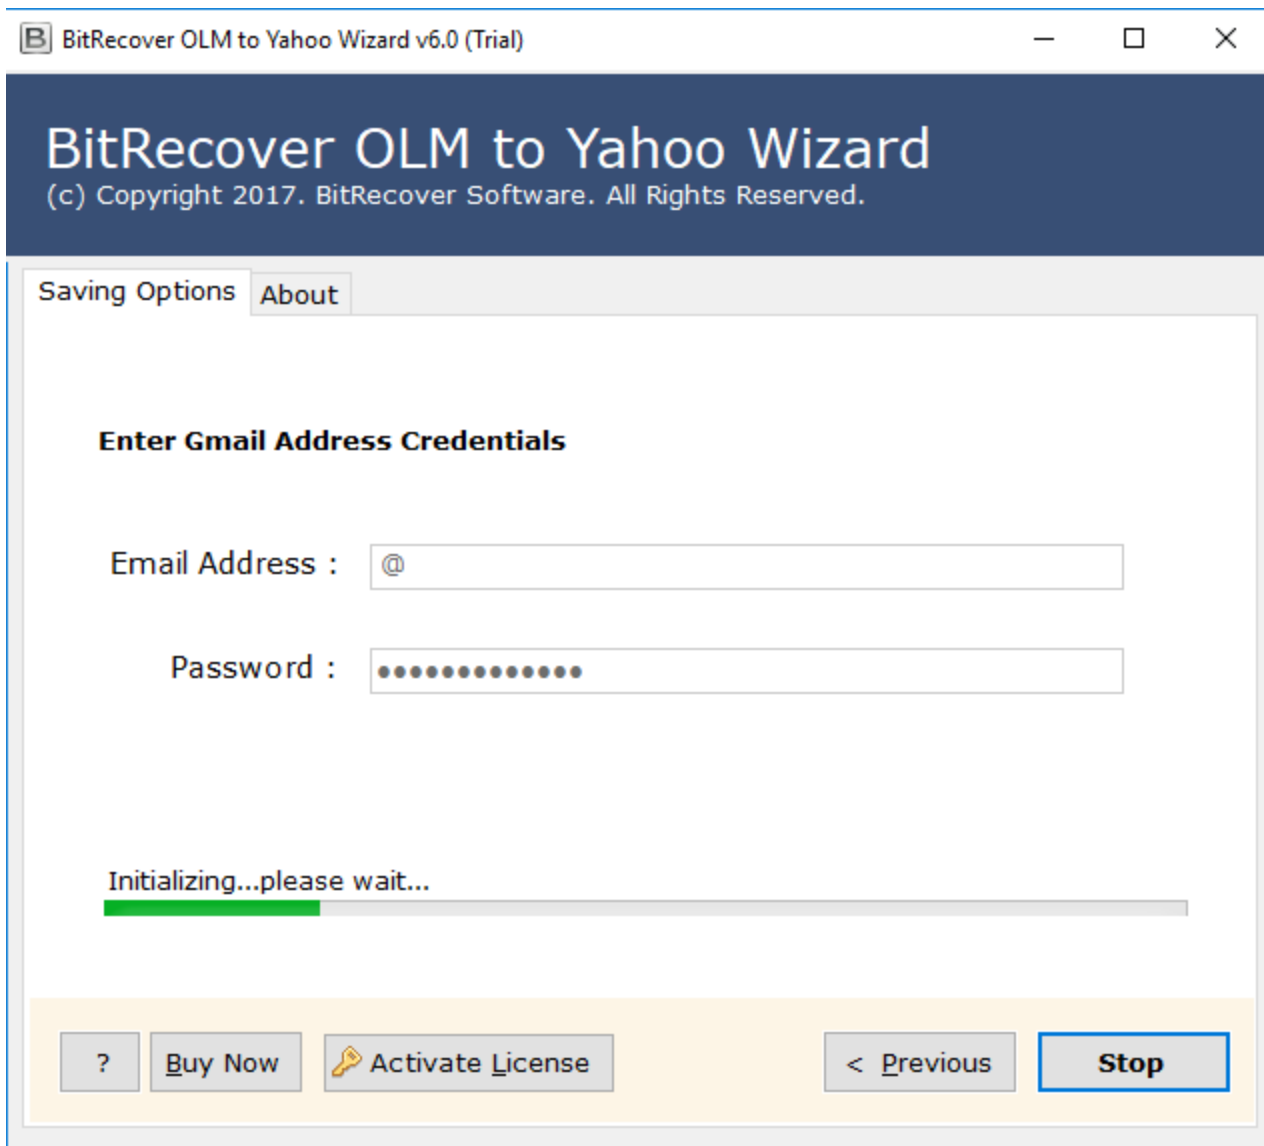 B BitRecover OLM to Yahoo Wizard v6.0 (Trial)
BitRecover OLM to Yahoo Wizard
(c) Copyright 2017. BitRecover Software. All Rights Reserved.
Saving Options About
Enter Gmail Address Credentials
Email Address : @
Password : •••••••••••••
Initializing...please wait...
? Buy Now Activate License < Previous Stop